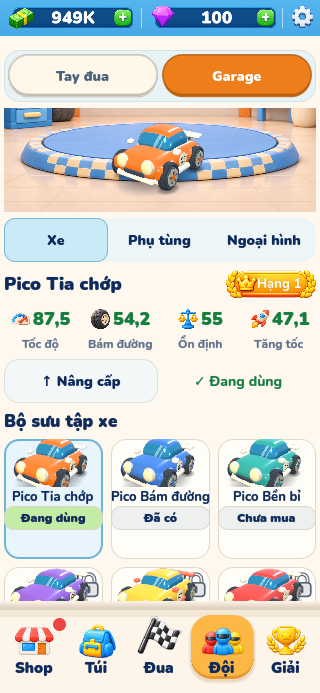 949K + 100 +
Tay đua Garage
Xe Phụ tùng Ngoại hình
Pico Tia chớp Hạng 1
87,5 54,2 55 47,1
Tốc độ Bám đường Ổn định Tăng tốc
↑ Nâng cấp ✓ Đang dùng
Bộ sưu tập xe
Pico Tia chớp Pico Bám đường Pico Bền bỉ
Đang dùng Đã có Chưa mua
Shop Túi Đua Đội Giải